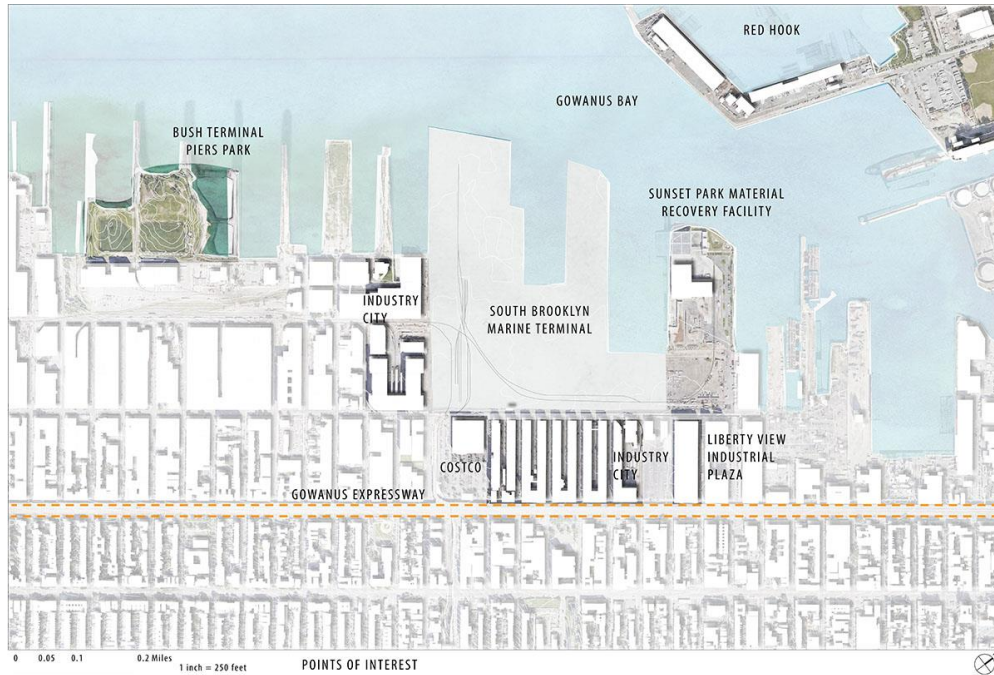 RED HOOK
GOWANUS BAY
BUSH TERMINAL
PIERS PARK
SUNSET PARK MATERIAL
RECOVERY FACILITY
INDUSTRY
CITY
SOUTH BROOKLYN
MARINE TERMINAL
COSTCO
INDUSTRY
CITY
LIBERTY VIEW
INDUSTRIAL
PLAZA
GOWANUS EXPRESSWAY
0 0.05 0.1 0.2 Miles
1 inch = 250 feet
POINTS OF INTEREST